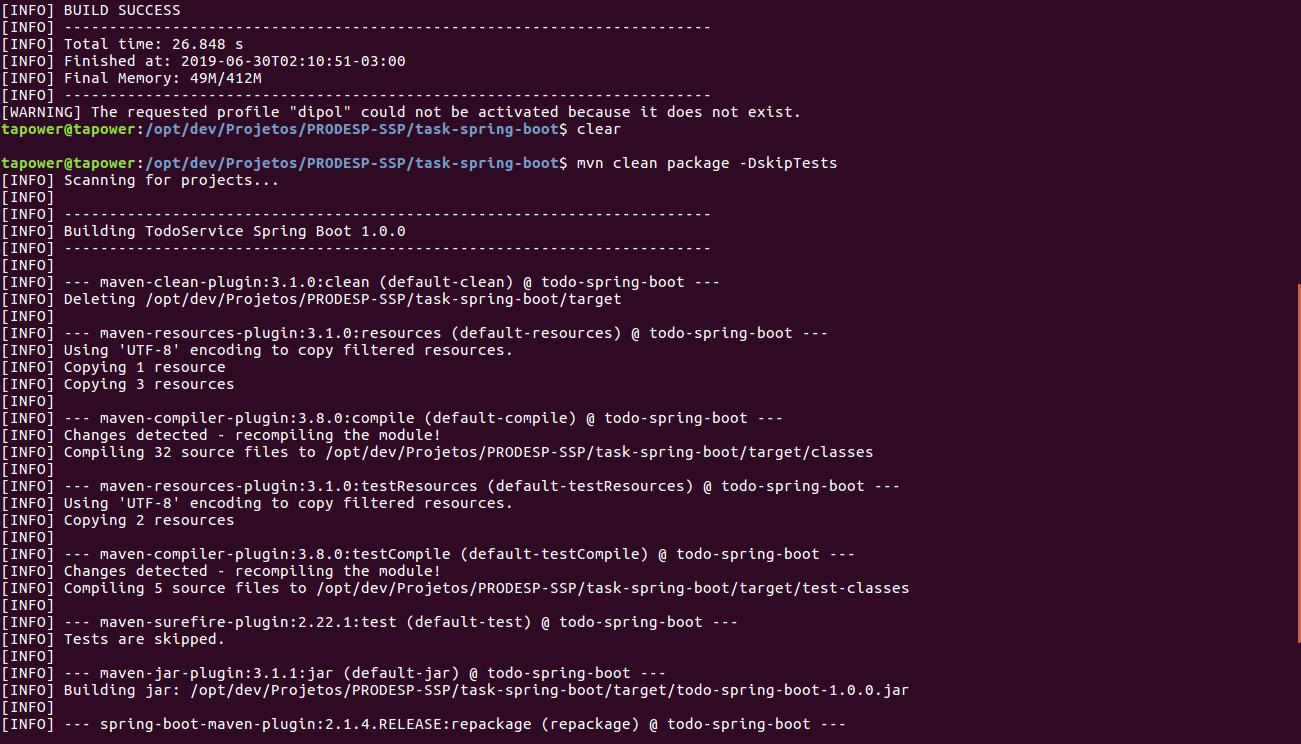 [INFO] BUILD SUCCESS
[INFO] ------------------------------------------------------------------------
[INFO] Total time: 26.848 s
[INFO] Finished at: 2019-06-30T02:10:51-03:00
[INFO] Final Memory: 49M/412M
[INFO] ------------------------------------------------------------------------
[WARNING] The requested profile "dipol" could not be activated because it does not exist.
tapower@tapower:/opt/dev/Projetos/PRODESP-SSP/task-spring-boot$ clear
tapower@tapower:/opt/dev/Projetos/PRODESP-SSP/task-spring-boot$ mvn clean package -DskipTests
[INFO] Scanning for projects...
[INFO]
[INFO] ------------------------------------------------------------------------
[INFO] Building TodoService Spring Boot 1.0.0
[INFO] ------------------------------------------------------------------------
[INFO]
[INFO] --- maven-clean-plugin:3.1.0:clean (default-clean) @ todo-spring-boot ---
[INFO] Deleting /opt/dev/Projetos/PRODESP-SSP/task-spring-boot/target
[INFO]
[INFO] --- maven-resources-plugin:3.1.0:resources (default-resources) @ todo-spring-boot ---
[INFO] Using 'UTF-8' encoding to copy filtered resources.
[INFO] Copying 1 resource
[INFO] Copying 3 resources
[INFO]
[INFO] --- maven-compiler-plugin:3.8.0:compile (default-compile) @ todo-spring-boot ---
[INFO] Changes detected - recompiling the module!
[INFO] Compiling 32 source files to /opt/dev/Projetos/PRODESP-SSP/task-spring-boot/target/classes
[INFO]
[INFO] --- maven-resources-plugin:3.1.0:testResources (default-testResources) @ todo-spring-boot ---
[INFO] Using 'UTF-8' encoding to copy filtered resources.
[INFO] Copying 2 resources
[INFO]
[INFO] --- maven-compiler-plugin:3.8.0:testCompile (default-testCompile) @ todo-spring-boot ---
[INFO] Changes detected - recompiling the module!
[INFO] Compiling 5 source files to /opt/dev/Projetos/PRODESP-SSP/task-spring-boot/target/test-classes
[INFO]
[INFO] --- maven-surefire-plugin:2.22.1:test (default-test) @ todo-spring-boot ---
[INFO] Tests are skipped.
[INFO]
[INFO] --- maven-jar-plugin:3.1.1:jar (default-jar) @ todo-spring-boot ---
[INFO] Building jar: /opt/dev/Projetos/PRODESP-SSP/task-spring-boot/target/todo-spring-boot-1.0.0.jar
[INFO]
[INFO] --- spring-boot-maven-plugin:2.1.4.RELEASE:repackage (repackage) @ todo-spring-boot ---